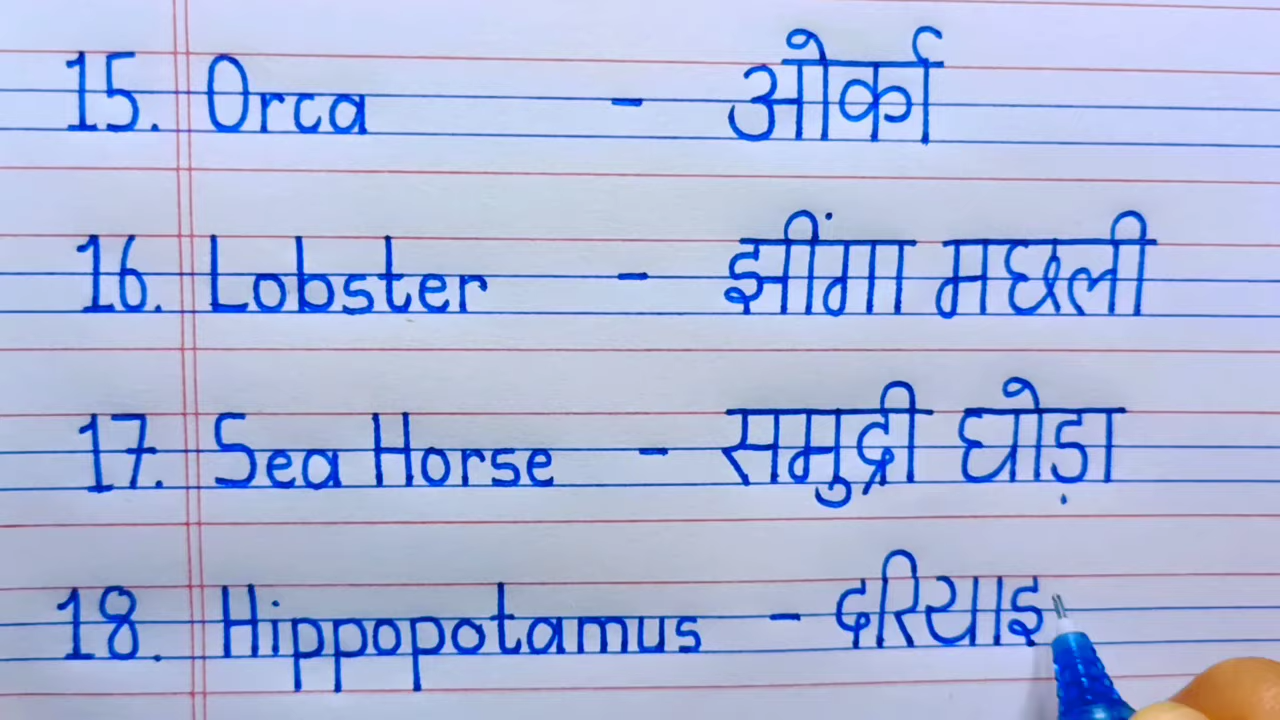 15. Orca - ओर्का
16. Lobster - झींगा मछली
17. Sea Horse - समुद्री घोड़ा
18. Hippopotamus - दरियाइ